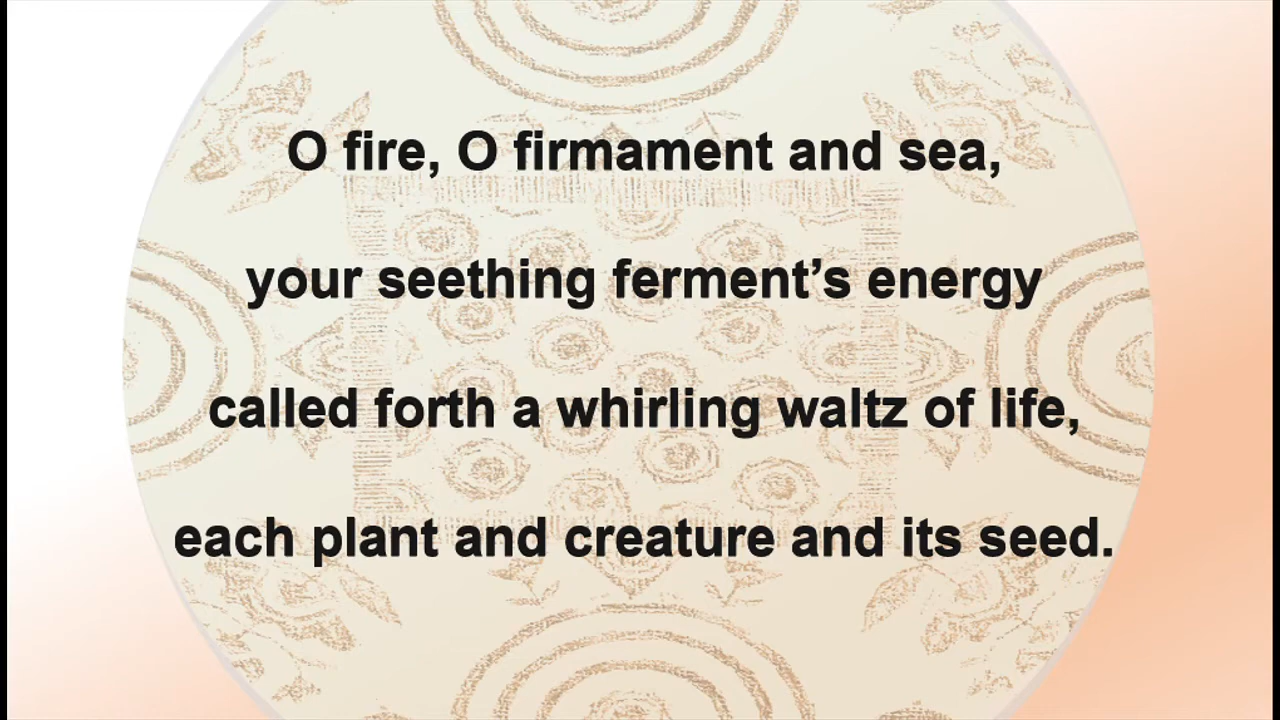 O fire, O firmament and sea,
your seething ferment’s energy
called forth a whirling waltz of life,
each plant and creature and its seed.